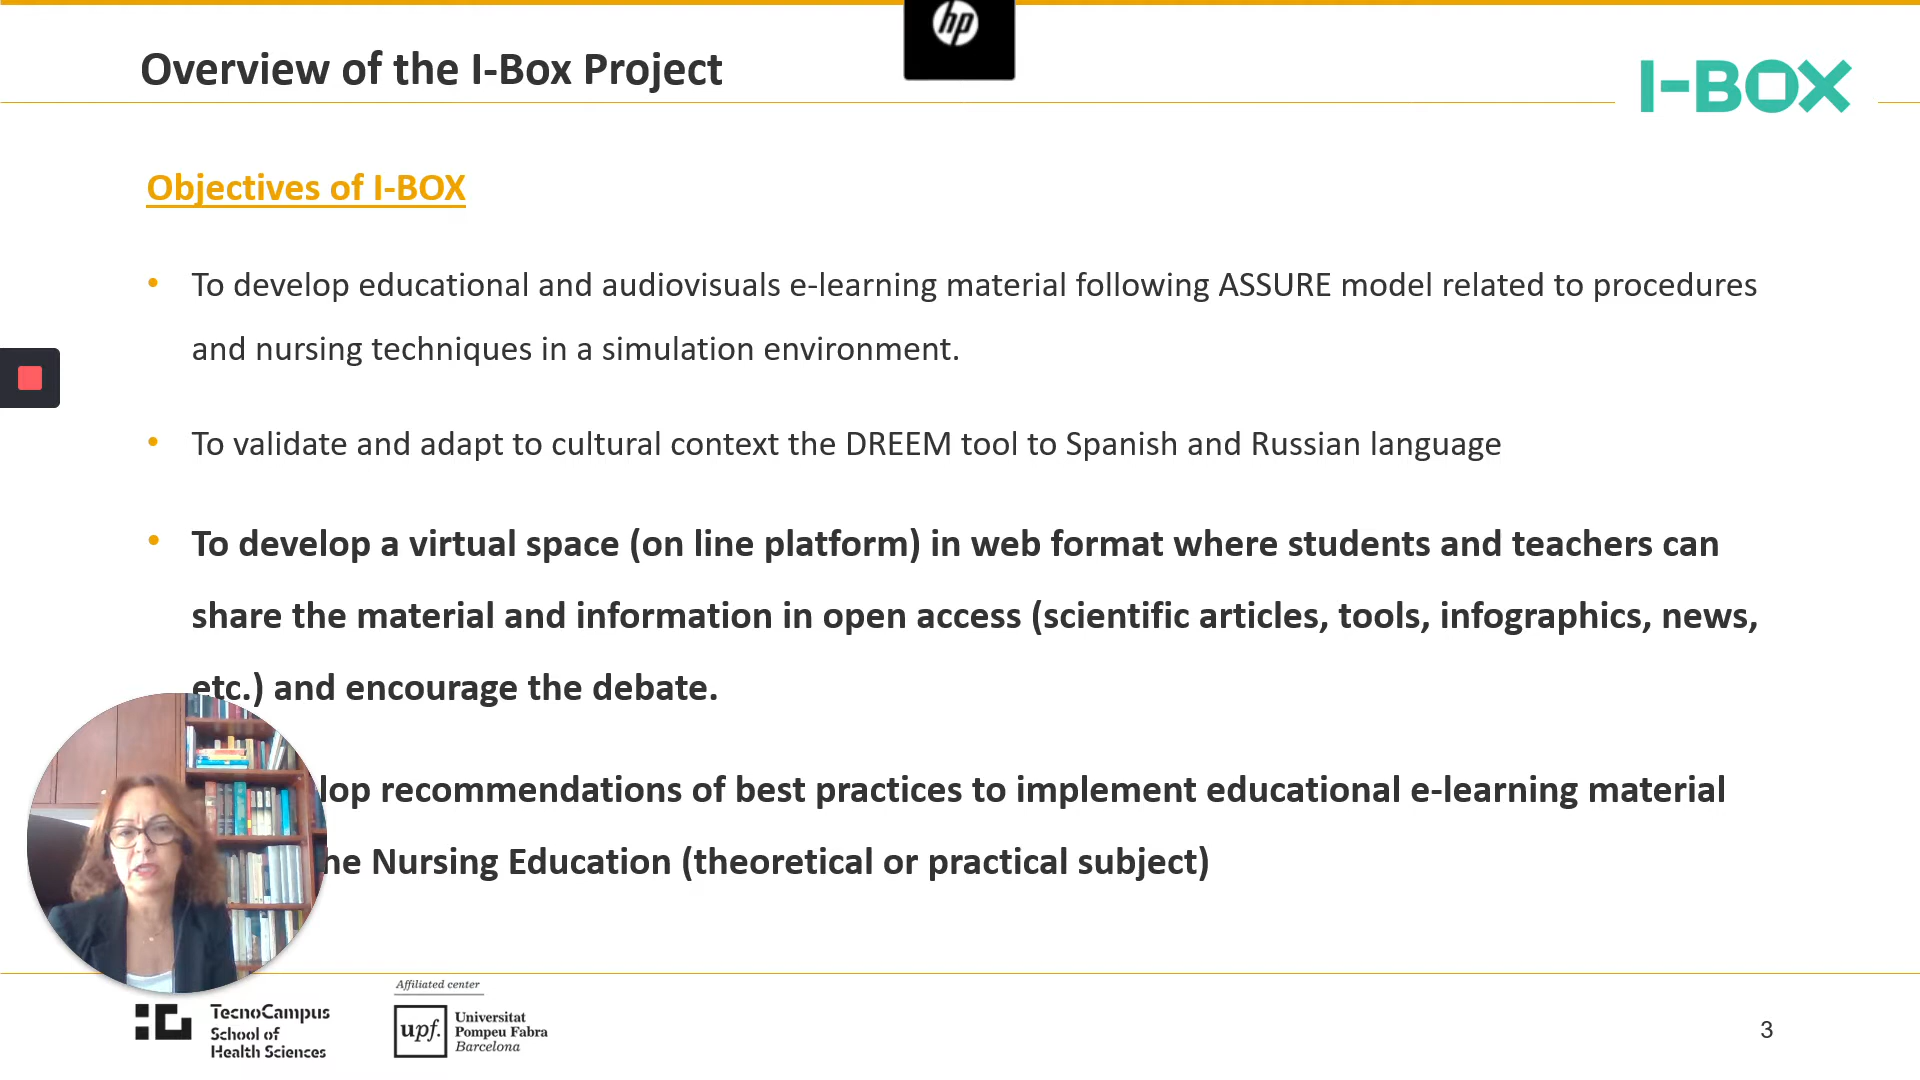 hp
Overview of the I-Box Project
I-BOX
Objectives of I-BOX
• To develop educational and audiovisuals e-learning material following ASSURE model related to procedures
and nursing techniques in a simulation environment.
• To validate and adapt to cultural context the DREEM tool to Spanish and Russian language
• To develop a virtual space (on line platform) in web format where students and teachers can
share the material and information in open access (scientific articles, tools, infographics, news,
etc.) and encourage the debate.
recommendations of best practices to implement educational e-learning material
Nursing Education (theoretical or practical subject)
TecnoCampus
School of
Health Sciences
Affiliated center
upf.
Universitat
Pompeu Fabra
Barcelona
3